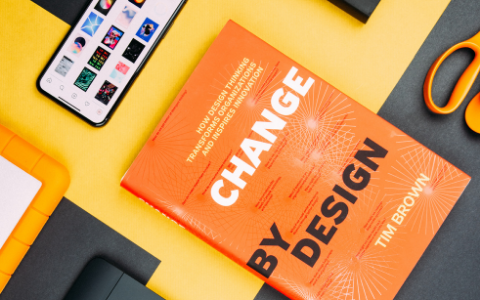 HOW DESIGN THINKING
TRANSFORMS ORGANIZATIONS
AND INSPIRES INNOVATION
CHANGE
BY
DESIGN
TIM BROWN